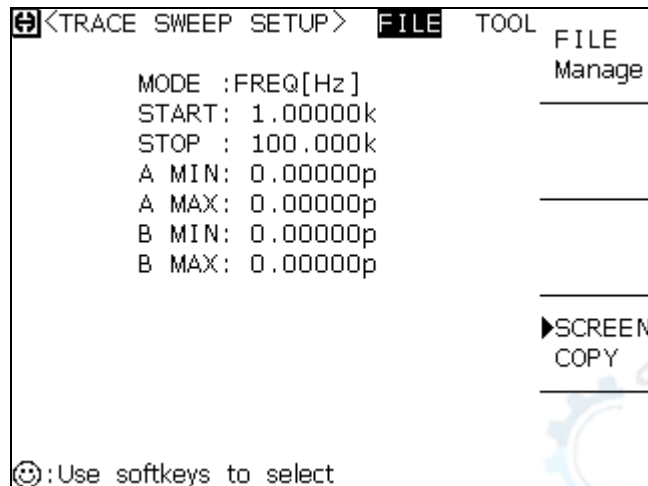 <TRACE SWEEP SETUP> FILE TOOL
MODE :FREQ[Hz]
START: 1.00000k
STOP : 100.000k
A MIN: 0.00000p
A MAX: 0.00000p
B MIN: 0.00000p
B MAX: 0.00000p
:Use softkeys to select
FILE
Manage
SCREEN
COPY